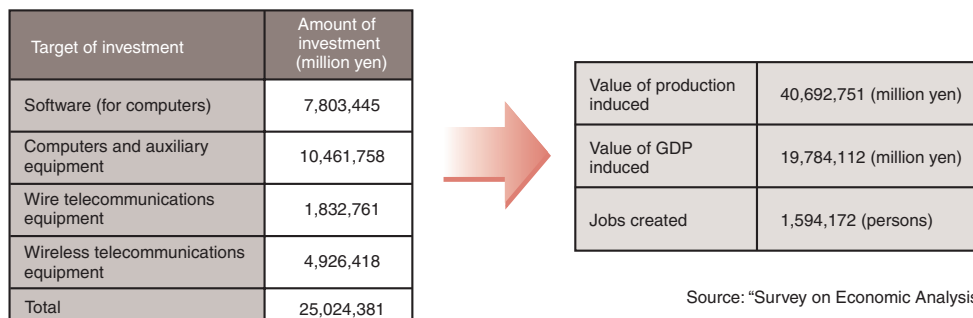 Target of investment
Amount of
investment
(million yen)
Software (for computers)
7,803,445
Computers and auxiliary
equipment
10,461,758
Wire telecommunications
equipment
1,832,761
Wireless telecommunications
equipment
4,926,418
Total
25,024,381
Value of production
induced
40,692,751 (million yen)
Value of GDP
induced
19,784,112 (million yen)
Jobs created
1,594,172 (persons)
Source: “Survey on Economic Analysis